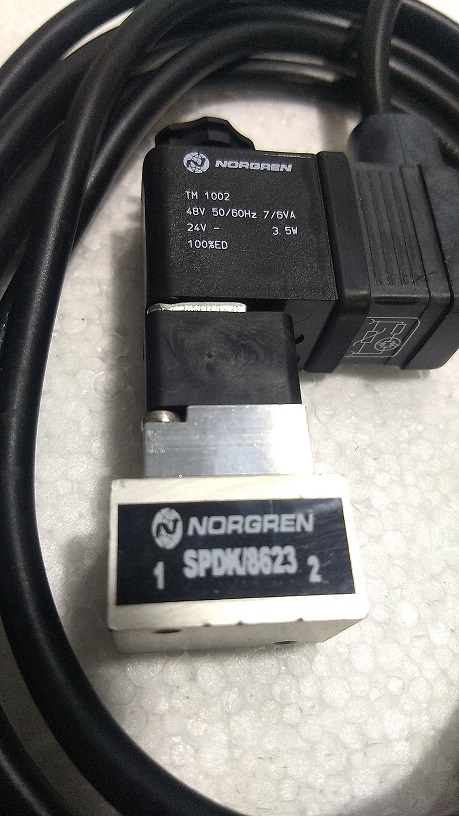 NORGREN
TM 1002
48V 50/60Hz 7/6VA
24V - 3.5W
100%ED
NORGREN
1 SPDK/8623 2